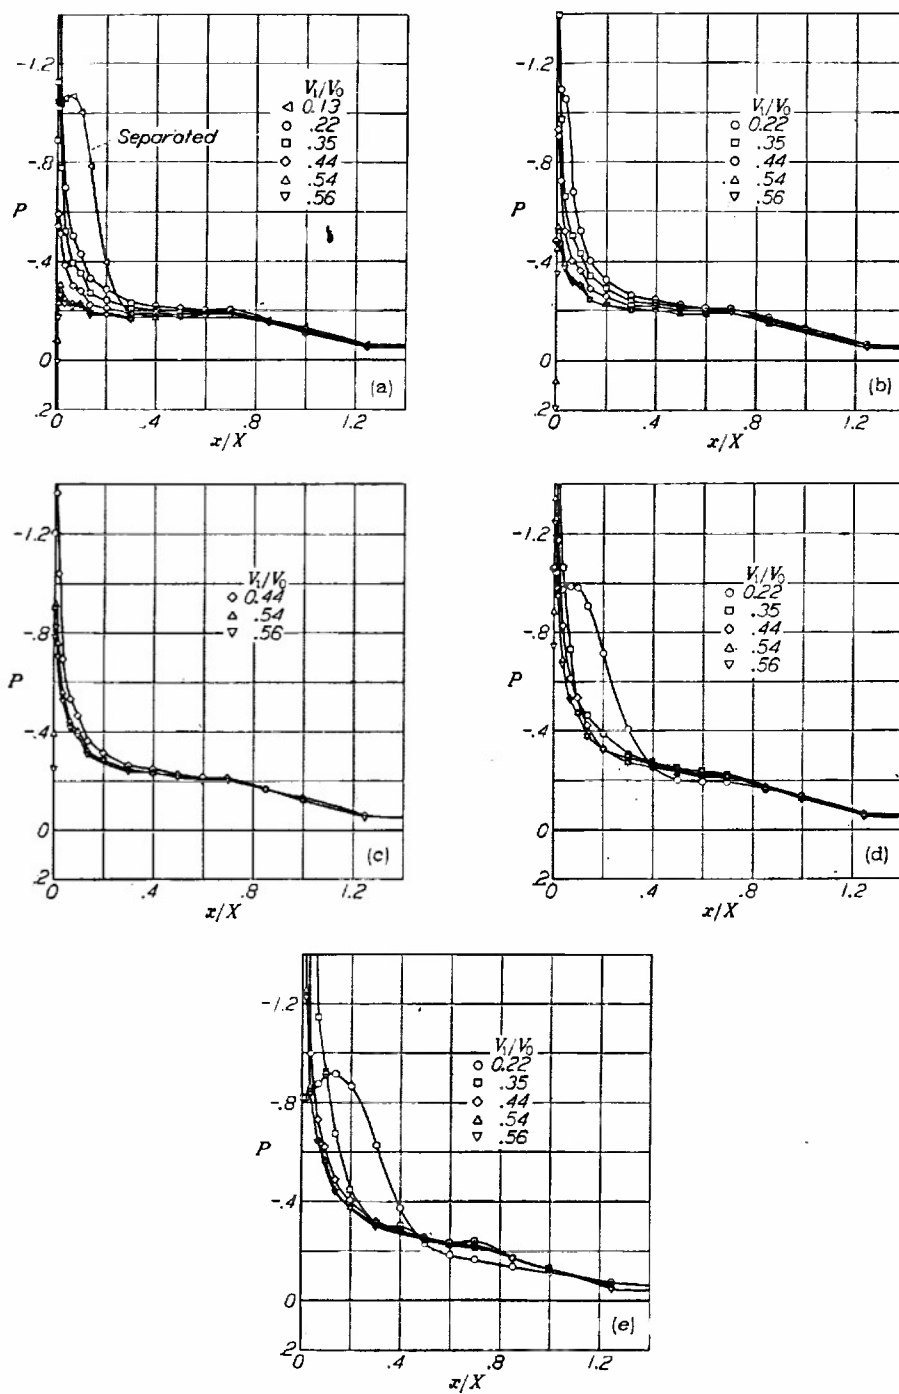 -1.2
-.8
P
-.4
0
.2
0 .4 .8 1.2
x/X
V₁/V₀
◁ 0.13
○ .22
□ .35
◇ .44
△ .54
▽ .56
Separated
(a)
-1.2
-.8
P
-.4
0
.2
0 .4 .8 1.2
x/X
V₁/V₀
○ 0.22
□ .35
◇ .44
△ .54
▽ .56
(b)
-1.2
-.8
P
-.4
0
.2
0 .4 .8 1.2
x/X
V₁/V₀
◇ 0.44
△ .54
▽ .56
(c)
-1.2
-.8
P
-.4
0
.2
0 .4 .8 1.2
x/X
V₁/V₀
○ 0.22
□ .35
◇ .44
△ .54
▽ .56
(d)
-1.2
-.8
P
-.4
0
.2
0 .4 .8 1.2
x/X
V₁/V₀
○ 0.22
□ .35
◇ .44
△ .54
▽ .56
(e)